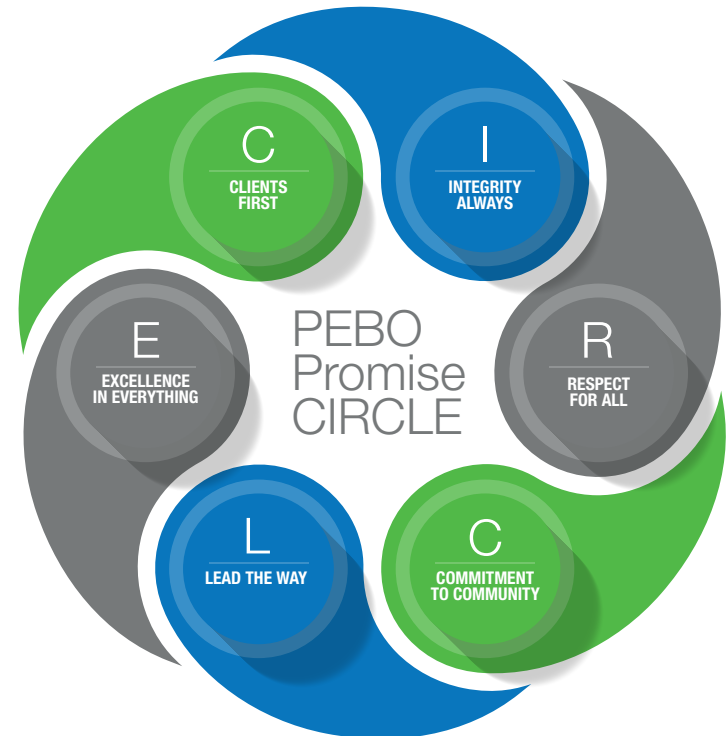 C
CLIENTS
FIRST
I
INTEGRITY
ALWAYS
R
RESPECT
FOR ALL
C
COMMITMENT
TO COMMUNITY
L
LEAD THE WAY
E
EXCELLENCE
IN EVERYTHING
PEBO
Promise
CIRCLE